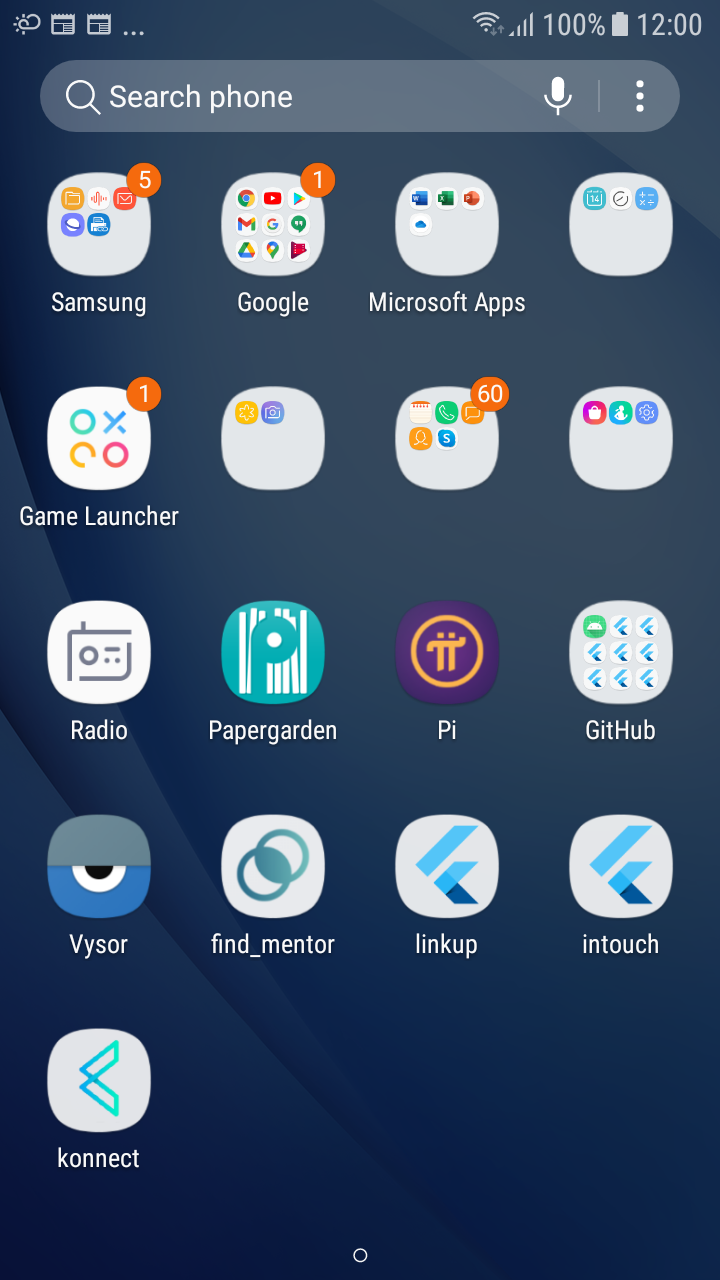 ... 100% 12:00
Search phone
5 1
Samsung Google Microsoft Apps
14
1 60
Game Launcher
Radio Papergarden Pi GitHub
Vysor find_mentor linkup intouch
konnect